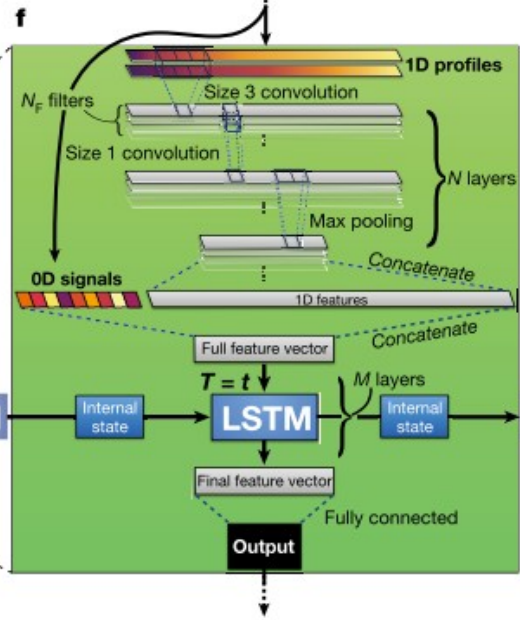 f
1D profiles
Size 3 convolution
N_F filters
Size 1 convolution
N layers
Max pooling
Concatenate
0D signals
1D features
Concatenate
Full feature vector
T = t
M layers
Internal
state
LSTM
Internal
state
Final feature vector
Fully connected
Output